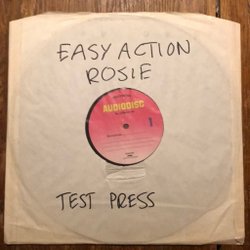 EASY ACTION
ROSIE
AUDIODISC
TEST PRESS